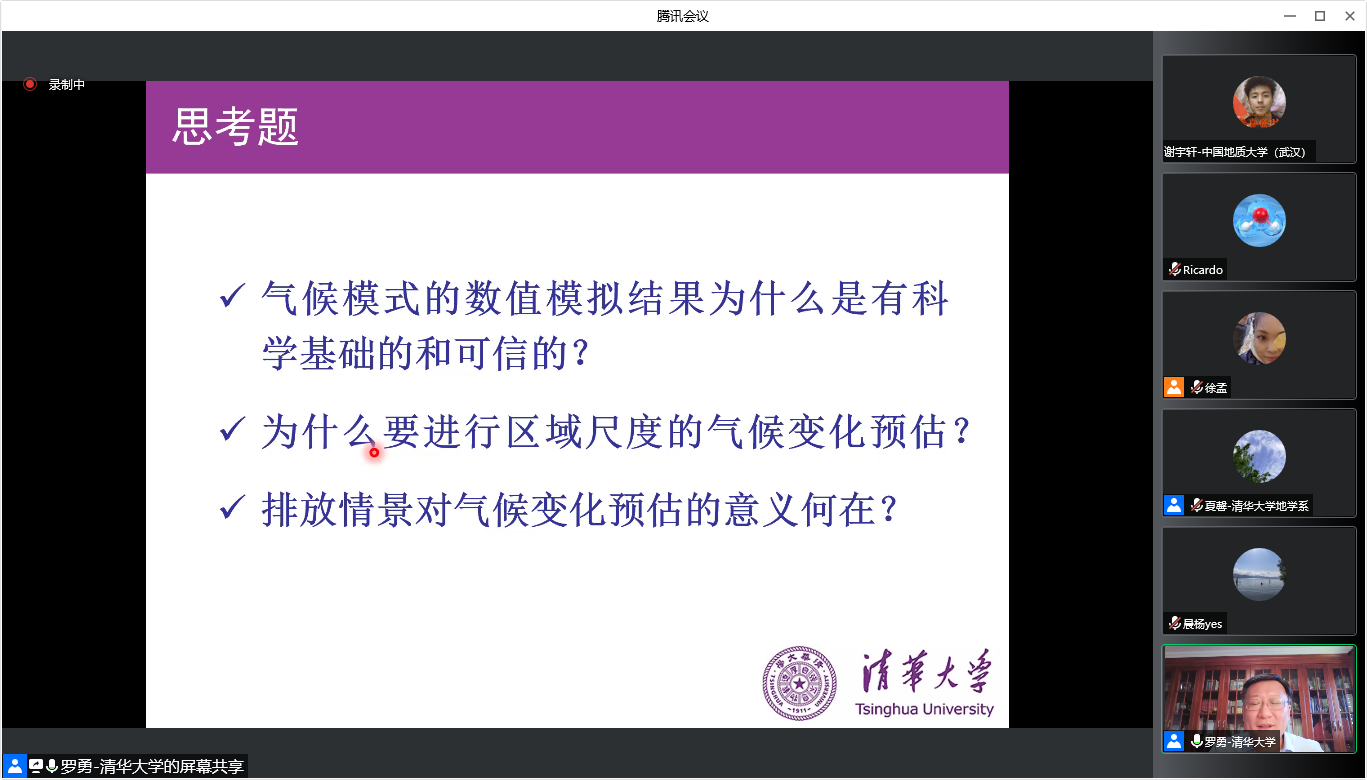 腾讯会议
录制中
思考题
✓ 气候模式的数值模拟结果为什么是有科
学基础的和可信的?
✓ 为什么要进行区域尺度的气候变化预估?
✓ 排放情景对气候变化预估的意义何在?
清華大学
Tsinghua University
TSINGHUA UNIVERSITY
-1911-
罗勇-清华大学的屏幕共享
谢宇轩-中国地质大学（武汉）
Ricardo
徐孟
夏馨-清华大学地学系
晨杨yes
罗勇-清华大学